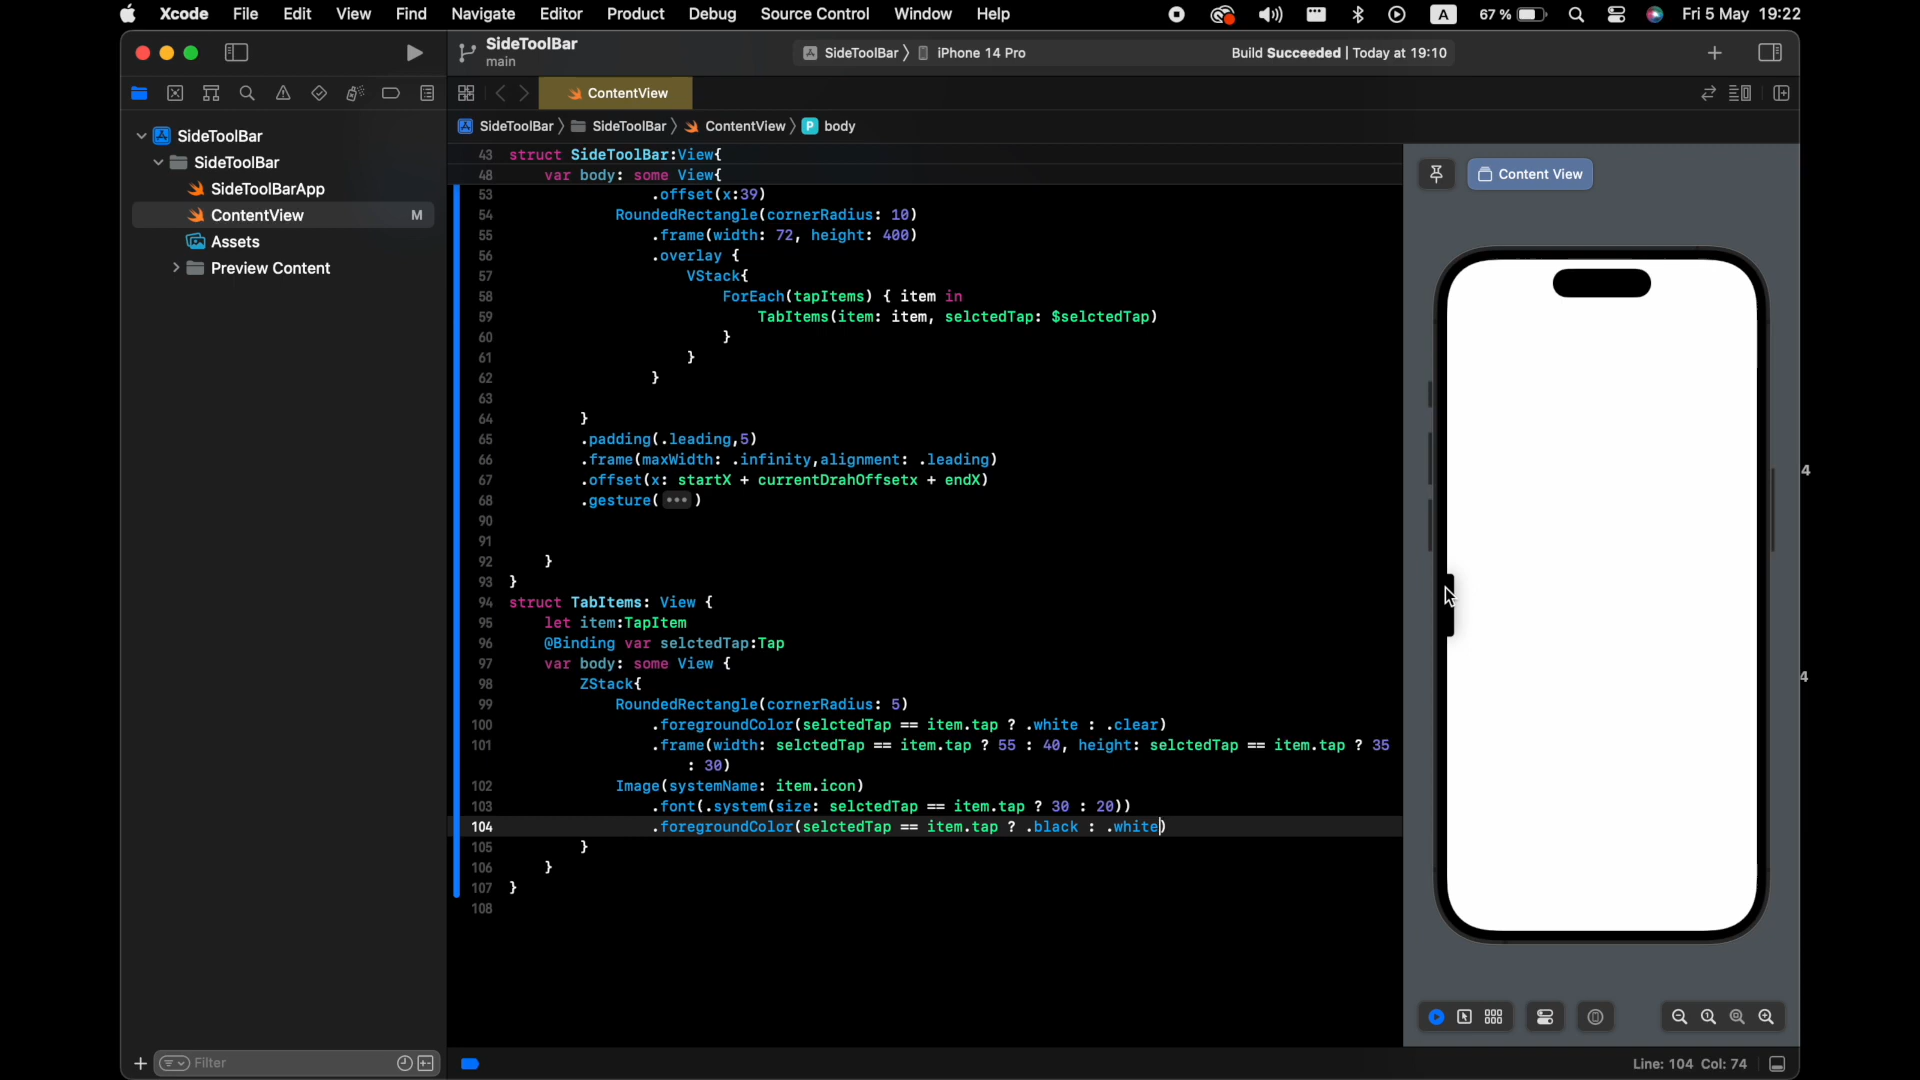 Xcode File Edit View Find Navigate Editor Product Debug Source Control Window Help A 67 % Fri 5 May 19:22
SideToolBar
main
SideToolBar 〉 iPhone 14 Pro
Build Succeeded | Today at 19:10
ContentView
SideToolBar 〉 SideToolBar 〉 ContentView 〉 P body
SideToolBar
SideToolBar
SideToolBarApp
ContentView M
Assets
Preview Content
43 struct SideToolBar:View{
48 var body: some View{
53 .offset(x:39)
54 RoundedRectangle(cornerRadius: 10)
55 .frame(width: 72, height: 400)
56 .overlay {
57 VStack{
58 ForEach(tapItems) { item in
59 TabItems(item: item, selctedTap: $selctedTap)
60 }
61 }
62 }
63
64 }
65 .padding(.leading,5)
66 .frame(maxWidth: .infinity,alignment: .leading)
67 .offset(x: startX + currentDrahOffsetx + endX)
68 .gesture( ••• )
90
91
92 }
93 }
94 struct TabItems: View {
95 let item:TapItem
96 @Binding var selctedTap:Tap
97 var body: some View {
98 ZStack{
99 RoundedRectangle(cornerRadius: 5)
100 .foregroundColor(selctedTap == item.tap ? .white : .clear)
101 .frame(width: selctedTap == item.tap ? 55 : 40, height: selctedTap == item.tap ? 35
: 30)
102 Image(systemName: item.icon)
103 .font(.system(size: selctedTap == item.tap ? 30 : 20))
104 .foregroundColor(selctedTap == item.tap ? .black : .white)
105 }
106 }
107 }
108
Content View
4
4
Filter
Line: 104 Col: 74